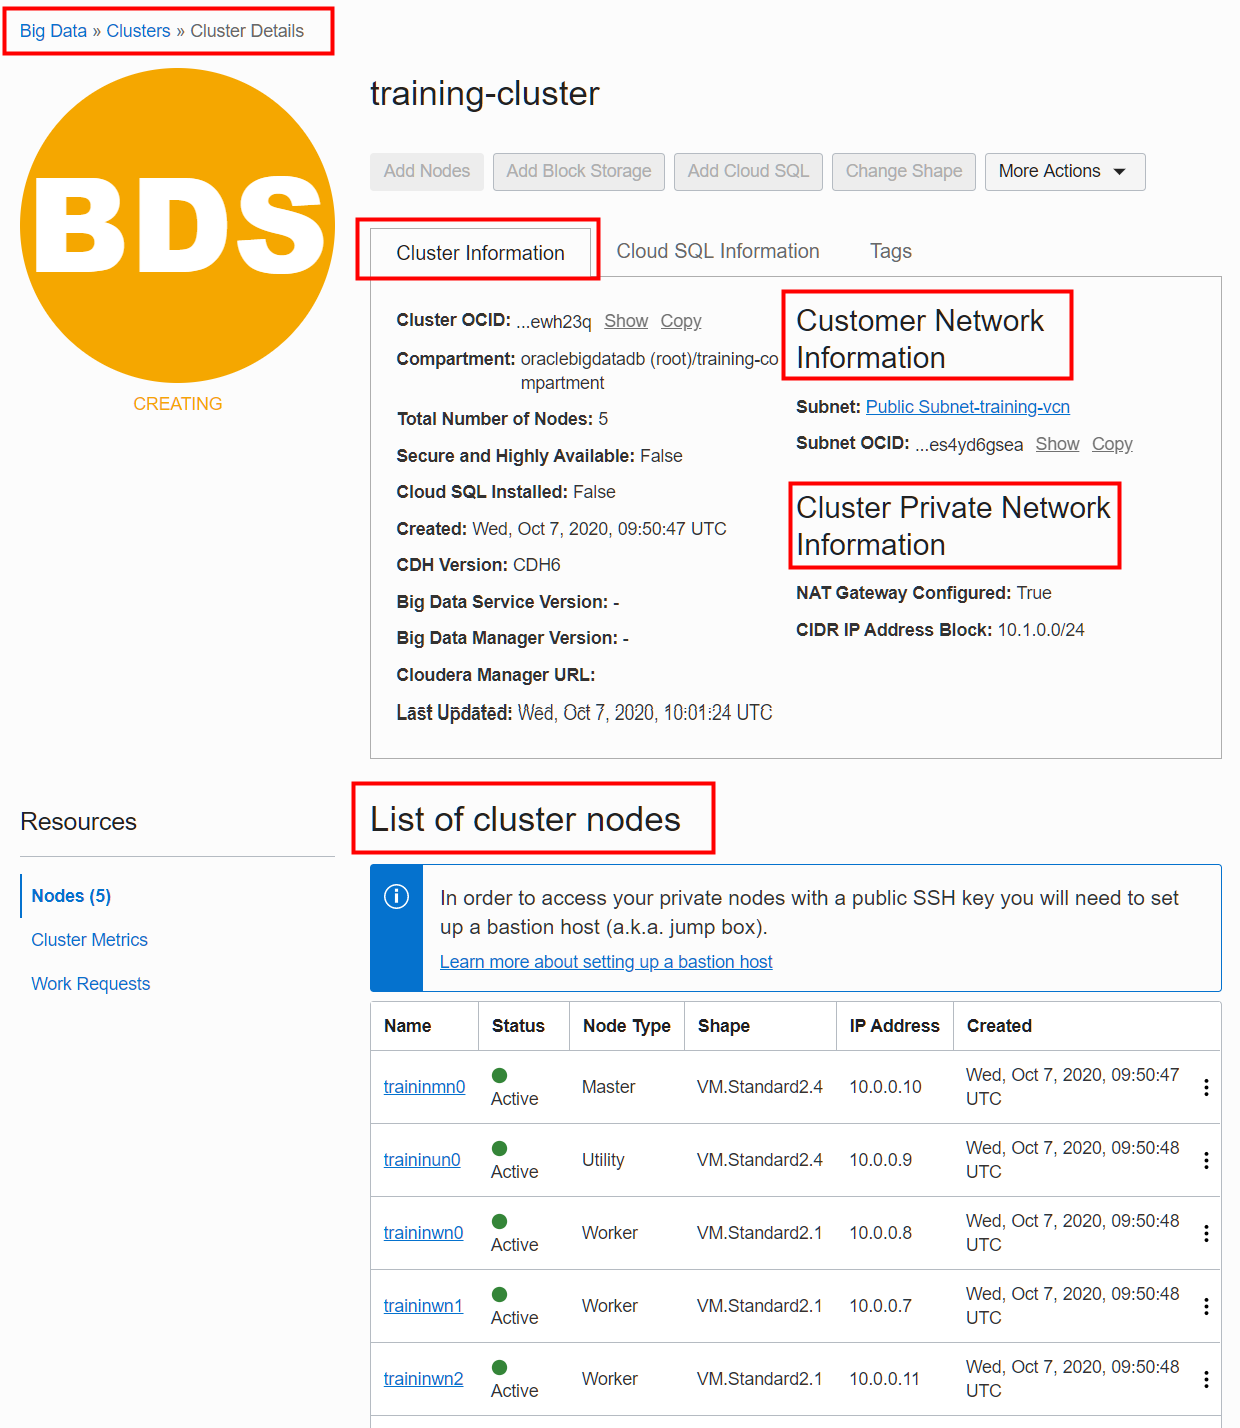 Big Data » Clusters » Cluster Details
BDS
CREATING
training-cluster
Add Nodes Add Block Storage Add Cloud SQL Change Shape More Actions
Cluster Information Cloud SQL Information Tags
Cluster OCID: ...ewh23q Show Copy
Compartment: oraclebigdatadb (root)/training-co
mpartment
Total Number of Nodes: 5
Secure and Highly Available: False
Cloud SQL Installed: False
Created: Wed, Oct 7, 2020, 09:50:47 UTC
CDH Version: CDH6
Big Data Service Version: -
Big Data Manager Version: -
Cloudera Manager URL:
Last Updated: Wed, Oct 7, 2020, 10:01:24 UTC
Customer Network
Information
Subnet: Public Subnet-training-vcn
Subnet OCID: ...es4yd6gsea Show Copy
Cluster Private Network
Information
NAT Gateway Configured: True
CIDR IP Address Block: 10.1.0.0/24
Resources
Nodes (5)
Cluster Metrics
Work Requests
List of cluster nodes
In order to access your private nodes with a public SSH key you will need to set
up a bastion host (a.k.a. jump box).
Learn more about setting up a bastion host
Name Status Node Type Shape IP Address Created
traininmn0 Active Master VM.Standard2.4 10.0.0.10 Wed, Oct 7, 2020, 09:50:47
UTC
traininun0 Active Utility VM.Standard2.4 10.0.0.9 Wed, Oct 7, 2020, 09:50:48
UTC
traininwn0 Active Worker VM.Standard2.1 10.0.0.8 Wed, Oct 7, 2020, 09:50:48
UTC
traininwn1 Active Worker VM.Standard2.1 10.0.0.7 Wed, Oct 7, 2020, 09:50:48
UTC
traininwn2 Active Worker VM.Standard2.1 10.0.0.11 Wed, Oct 7, 2020, 09:50:48
UTC